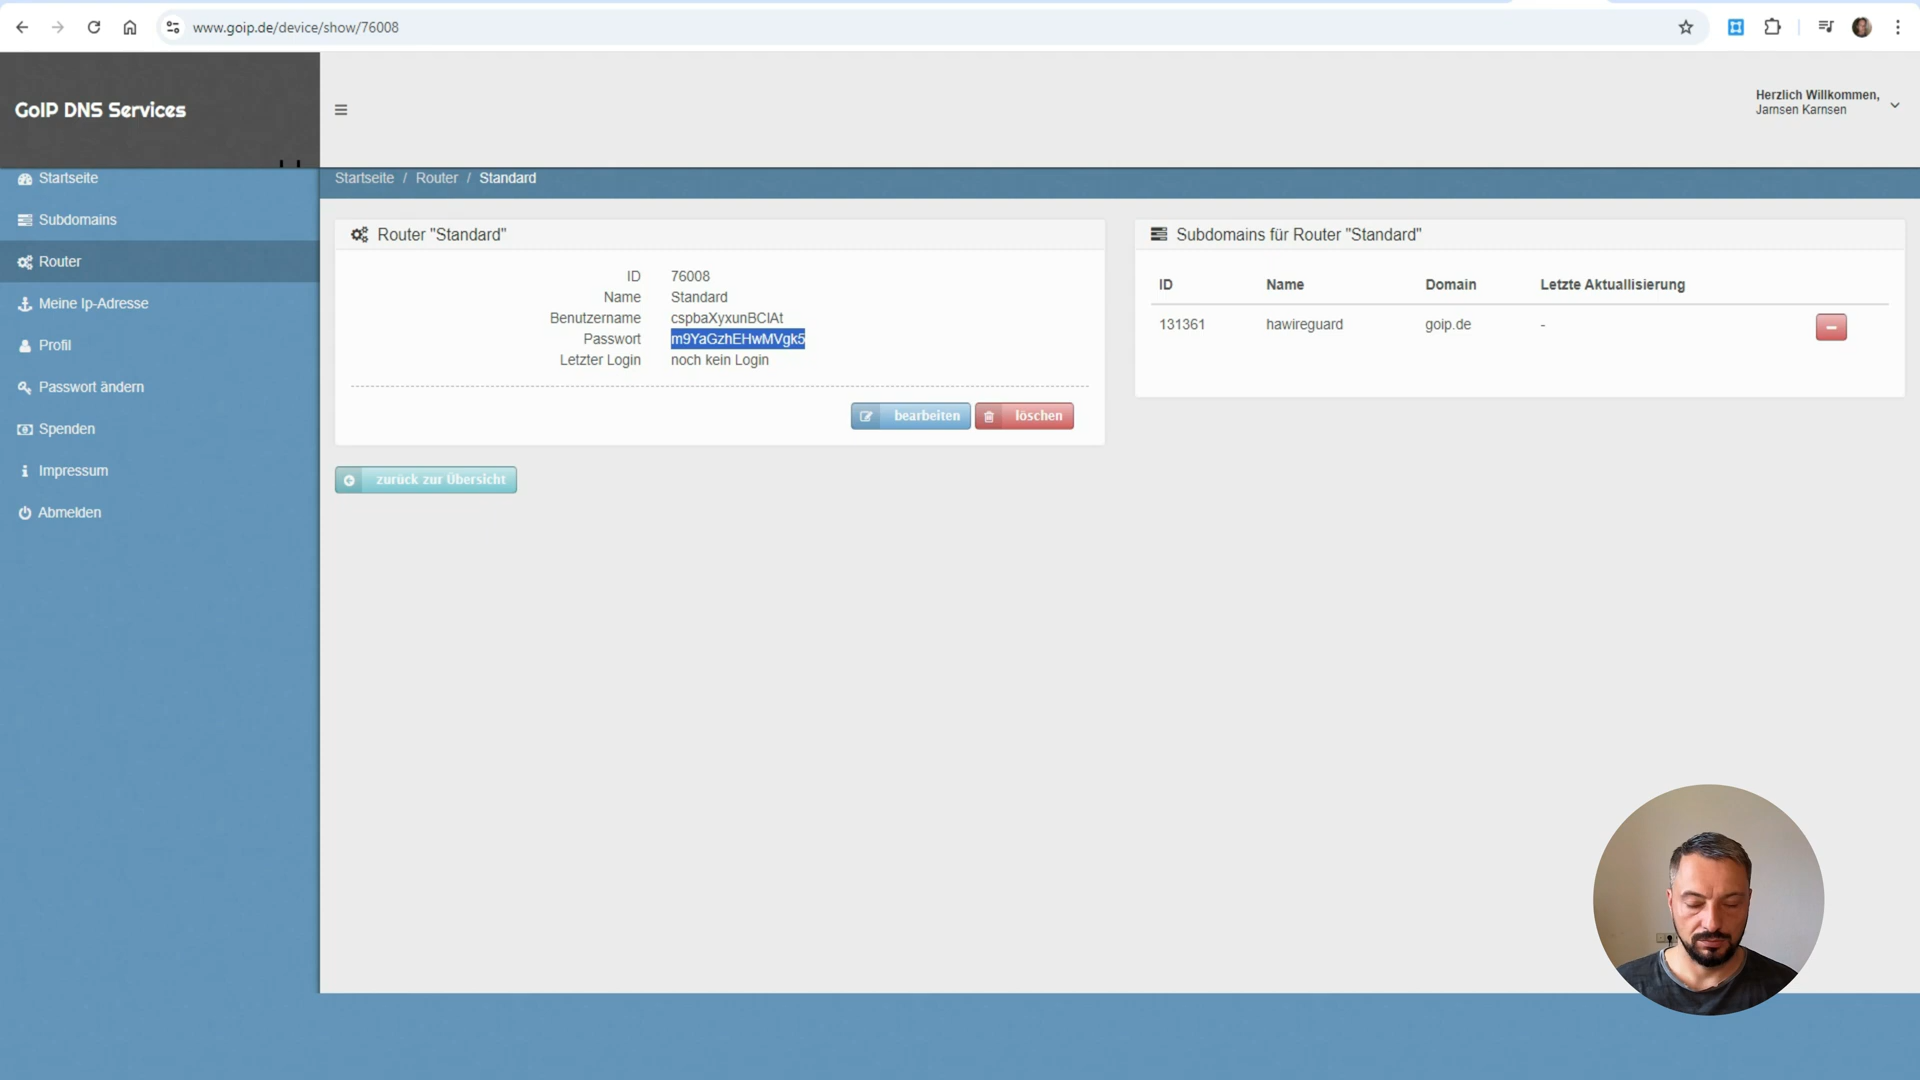 www.goip.de/device/show/76008
GoIP DNS Services
Herzlich Willkommen,
Jarnsen Karnsen
Startseite
Subdomains
Router
Meine Ip-Adresse
Profil
Passwort ändern
Spenden
Impressum
Abmelden
Startseite / Router / Standard
Router "Standard"
ID 76008
Name Standard
Benutzername cspbaXyxunBClAt
Passwort m9YaGzhEHwMVgk5
Letzter Login noch kein Login
bearbeiten löschen
zurück zur Übersicht
Subdomains für Router "Standard"
ID Name Domain Letzte Aktuallisierung
131361 hawireguard goip.de -